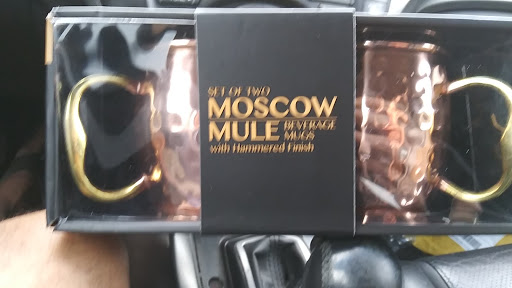 SET OF TWO
MOSCOW
MULE BEVERAGE MUGS
with Hammered Finish